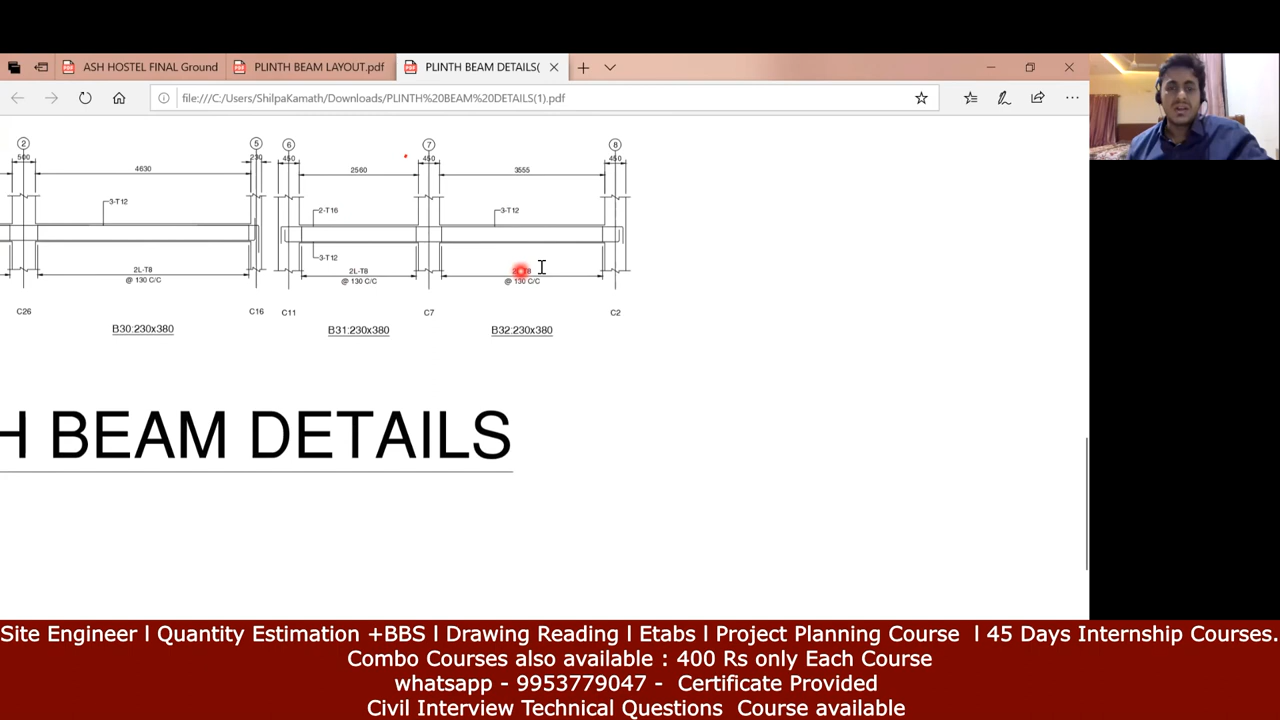 ASH HOSTEL FINAL Ground
PLINTH BEAM LAYOUT.pdf
PLINTH BEAM DETAILS(
file:///C:/Users/ShilpaKamath/Downloads/PLINTH%20BEAM%20DETAILS(1).pdf
2 5 6 7 8
500 230 450 450 450
4630 2560 3555
3-T12 2-T16 3-T12
3-T12
2L-T8 2L-T8
@ 130 C/C @ 130 C/C @ 130 C/C
C26 C16 C11 C7 C2
B30:230x380 B31:230x380 B32:230x380
H BEAM DETAILS
Site Engineer l Quantity Estimation +BBS l Drawing Reading l Etabs l Project Planning Course l 45 Days Internship Courses.
Combo Courses also available : 400 Rs only Each Course
whatsapp - 9953779047 - Certificate Provided
Civil Interview Technical Questions Course available